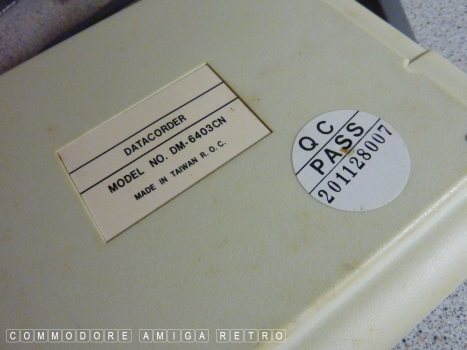 DATACORDER
MODEL NO. DM-6403CN
MADE IN TAIWAN R. O. C.
QC
PASS
201128007
COMMODORE AMIGA RETRO